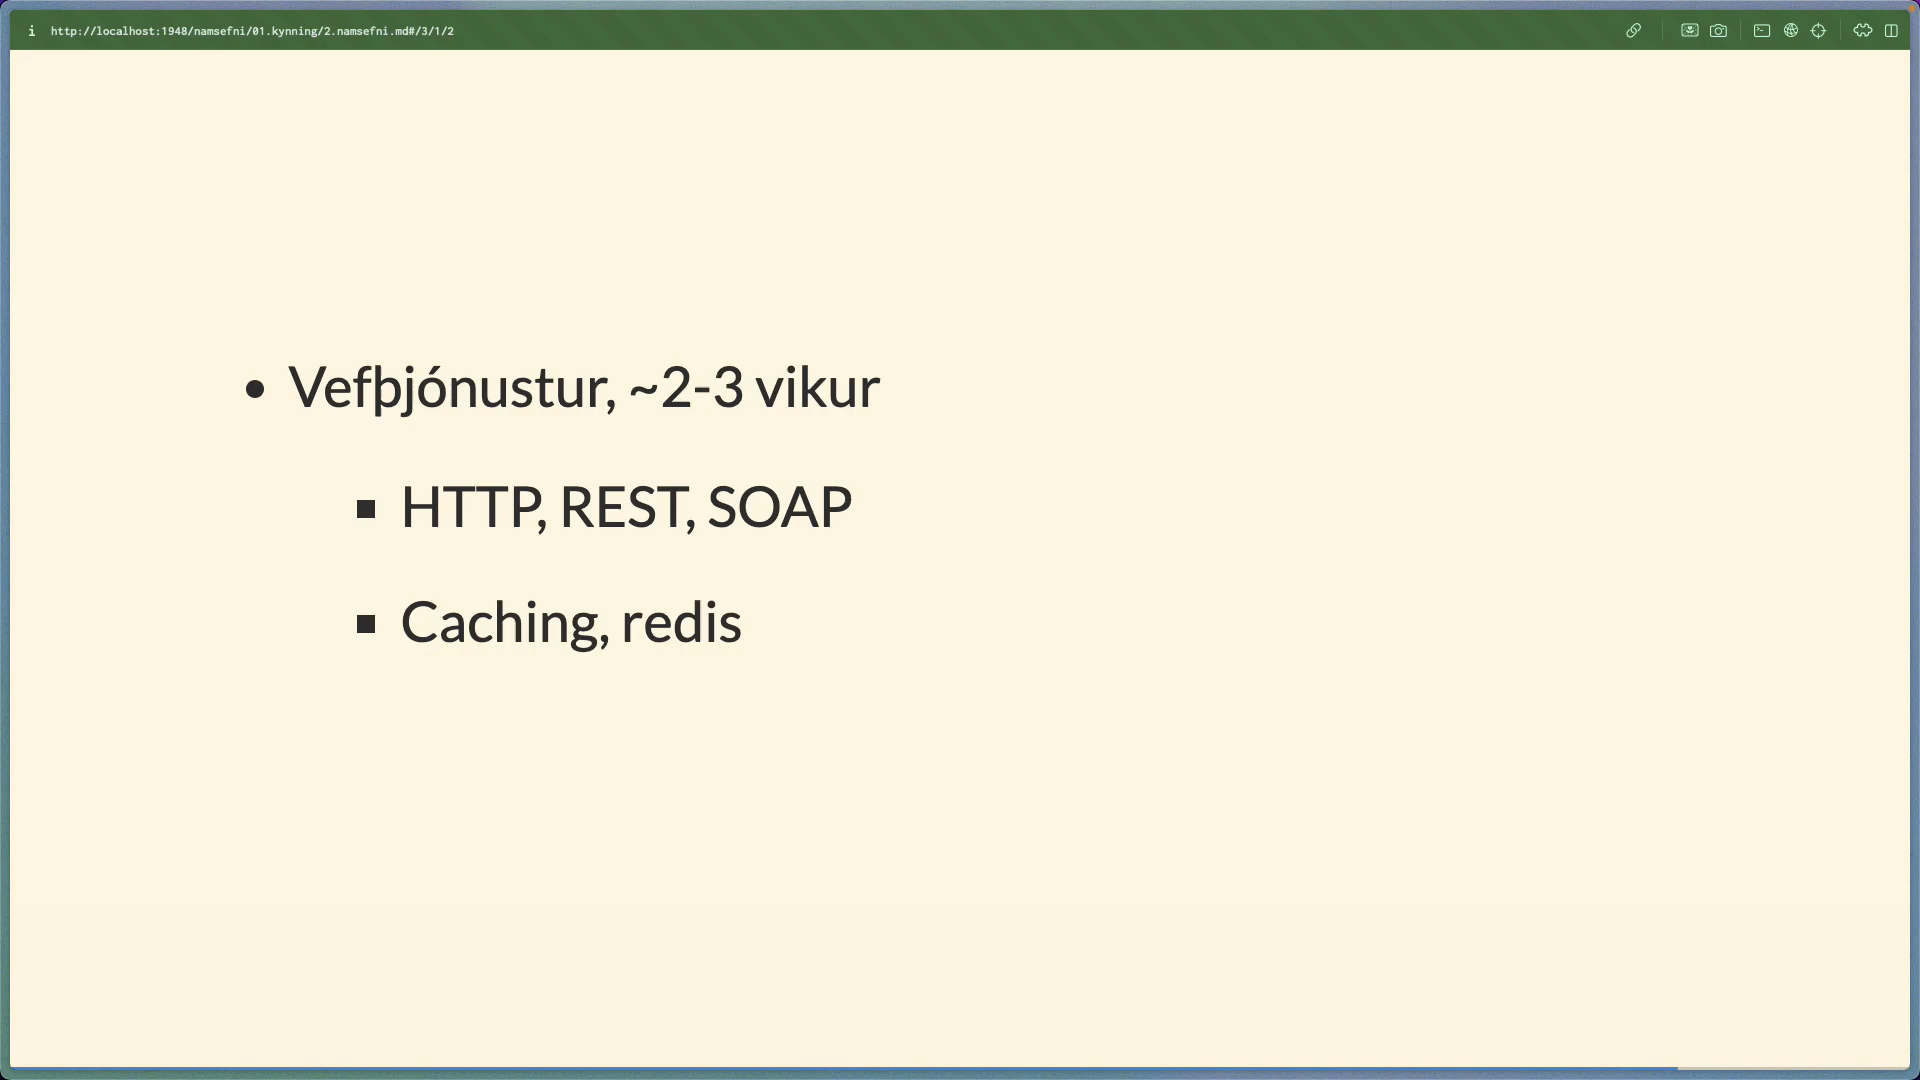 http://localhost:1948/namsefni/01.kynning/2.namsefni.md#/3/1/2
Vefþjónustur, ~2-3 vikur
HTTP, REST, SOAP
Caching, redis